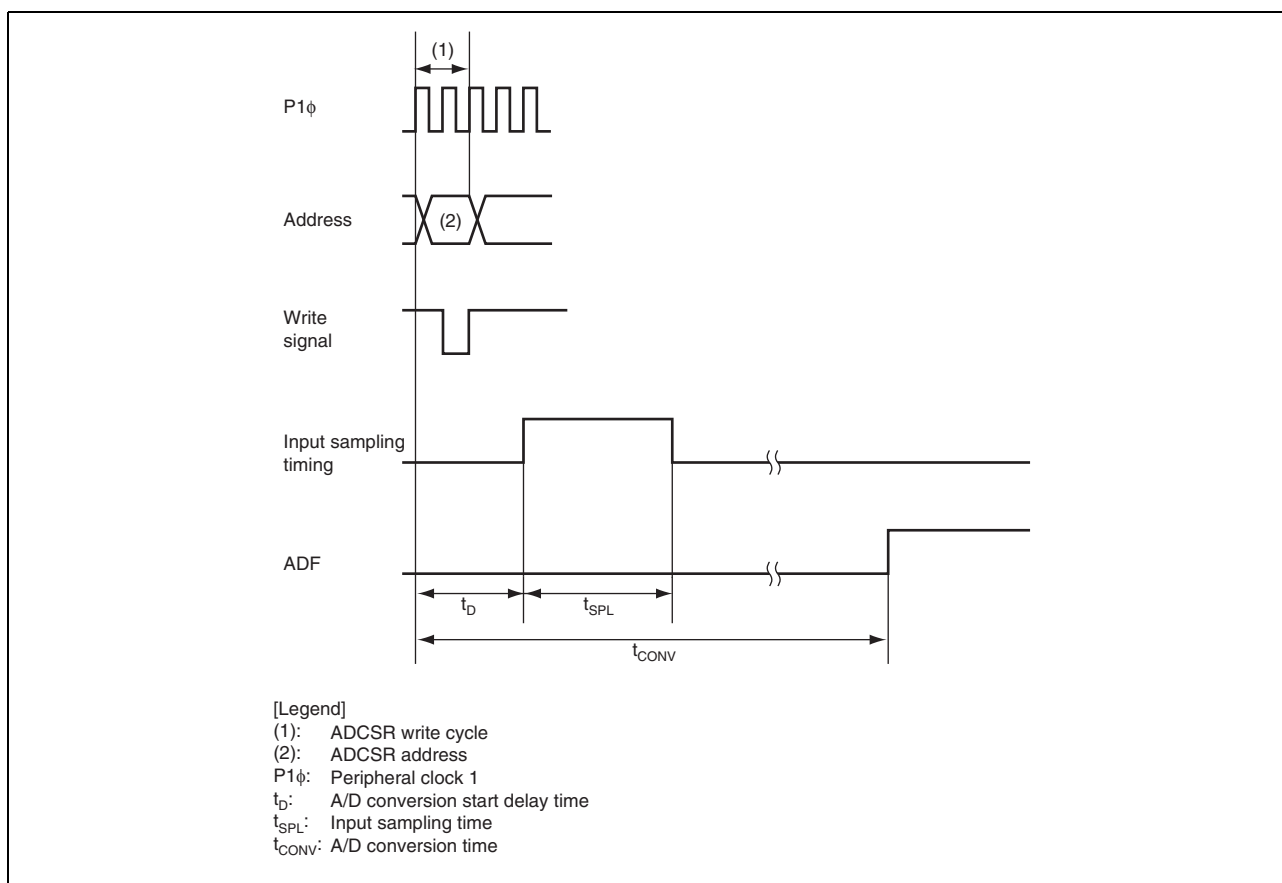 (1)
P1ϕ
Address
(2)
Write
signal
Input sampling
timing
ADF
tD
tSPL
tCONV
[Legend]
(1): ADCSR write cycle
(2): ADCSR address
P1ϕ: Peripheral clock 1
tD: A/D conversion start delay time
tSPL: Input sampling time
tCONV: A/D conversion time